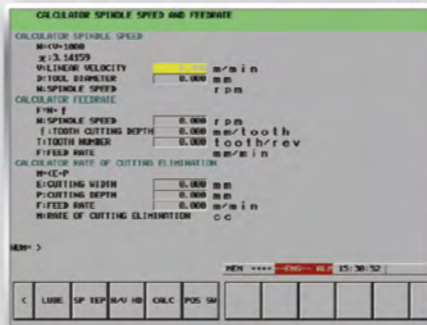 CALCULATOR SPINDLE SPEED AND FEEDRATE
CALCULATOR SPINDLE SPEED
N=<V*1000
π:3.14159
V:LINEAR VELOCITY m/min
D:TOOL DIAMETER 0.000 mm
N:SPINDLE SPEED rpm
CALCULATOR FEEDRATE
F=N* f
N:SPINDLE SPEED 0.000 rpm
f:TOOTH CUTTING DEPTH 0.000 mm/tooth
T:TOOTH NUMBER 0.000 tooth/rev
F:FEED RATE mm/min
CALCULATOR RATE OF CUTTING ELIMINATION
M=<E*P
E:CUTTING WIDTH 0.000 mm
P:CUTTING DEPTH 0.000 mm
F:FEED RATE 0.000 m/min
M:RATE OF CUTTING ELIMINATION cc
NUM= >
MEM **** --EMG-- ALM 15:30:52
< LUBE SP TEP H/V HD CALC POS SW